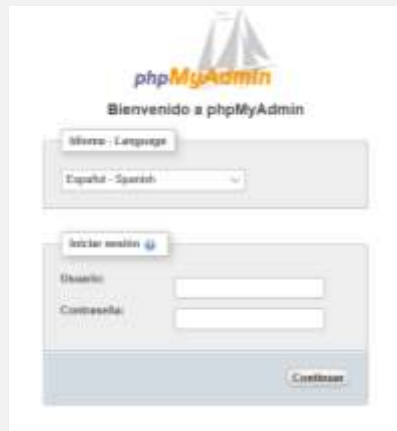 phpMyAdmin
Bienvenido a phpMyAdmin
Idioma - Language
Español - Spanish
Iniciar sesión
Usuario:
Contraseña:
Continuar